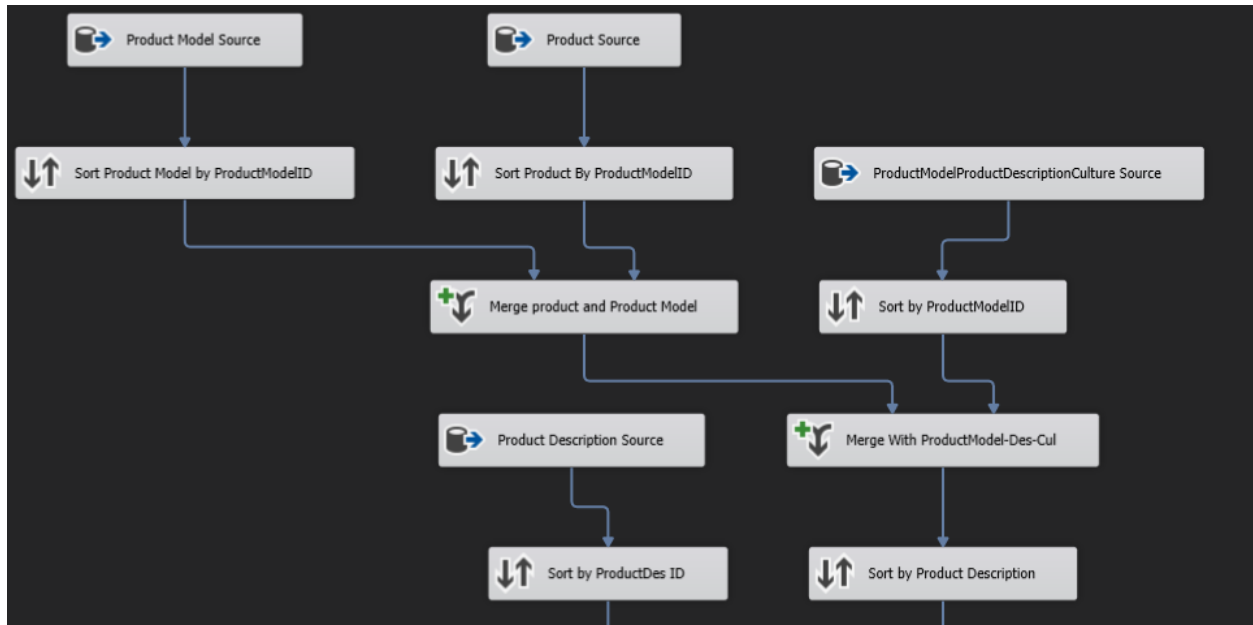 Product Model Source
Product Source
Sort Product Model by ProductModelID
Sort Product By ProductModelID
ProductModelProductDescriptionCulture Source
Merge product and Product Model
Sort by ProductModelID
Product Description Source
Merge With ProductModel-Des-Cul
Sort by ProductDes ID
Sort by Product Description